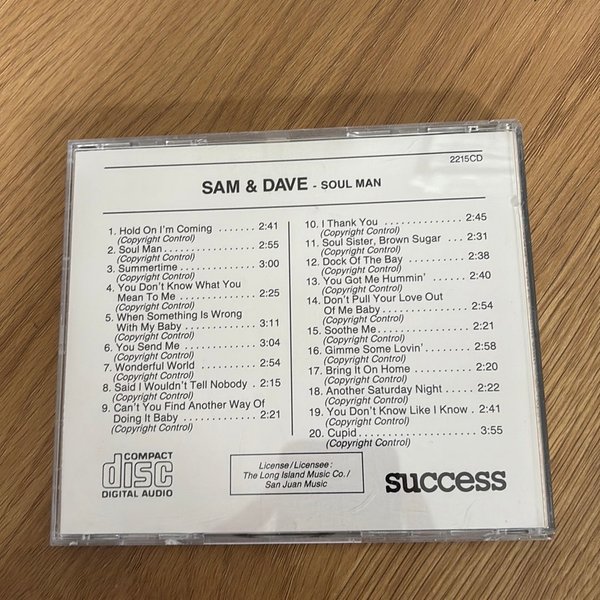 2215CD
SAM & DAVE - SOUL MAN
1. Hold On I'm Coming ........ 2:41
(Copyright Control)
2. Soul Man .................. 2:55
(Copyright Control)
3. Summertime ................ 3:00
(Copyright Control)
4. You Don't Know What You
Mean To Me ................ 2:25
(Copyright Control)
5. When Something Is Wrong
With My Baby .............. 3:11
(Copyright Control)
6. You Send Me ............... 3:04
(Copyright Control)
7. Wonderful World ........... 2:54
(Copyright Control)
8. Said I Wouldn't Tell Nobody . 2:15
(Copyright Control)
9. Can't You Find Another Way Of
Doing It Baby ............. 2:21
(Copyright Control)
10. I Thank You .............. 2:45
(Copyright Control)
11. Soul Sister, Brown Sugar ... 2:31
(Copyright Control)
12. Dock Of The Bay .......... 2:38
(Copyright Control)
13. You Got Me Hummin' ....... 2:40
(Copyright Control)
14. Don't Pull Your Love Out
Of Me Baby ............... 2:54
(Copyright Control)
15. Soothe Me ................ 2:21
(Copyright Control)
16. Gimme Some Lovin' ........ 2:58
(Copyright Control)
17. Bring It On Home ......... 2:20
(Copyright Control)
18. Another Saturday Night ... 2:22
(Copyright Control)
19. You Don't Know Like I Know . 2:41
(Copyright Control)
20. Cupid .................... 3:55
(Copyright Control)
COMPACT
disc
DIGITAL AUDIO
License/Licensee:
The Long Island Music Co./
San Juan Music
success